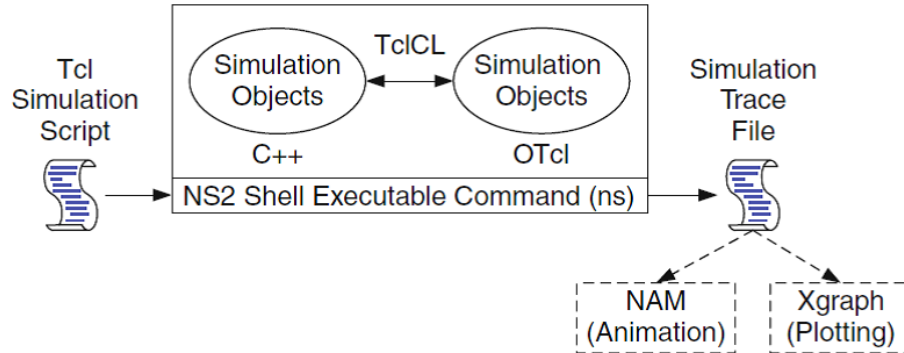 Tcl
Simulation
Script
TclCL
Simulation
Objects
Simulation
Objects
C++
OTcl
NS2 Shell Executable Command (ns)
Simulation
Trace
File
NAM
(Animation)
Xgraph
(Plotting)